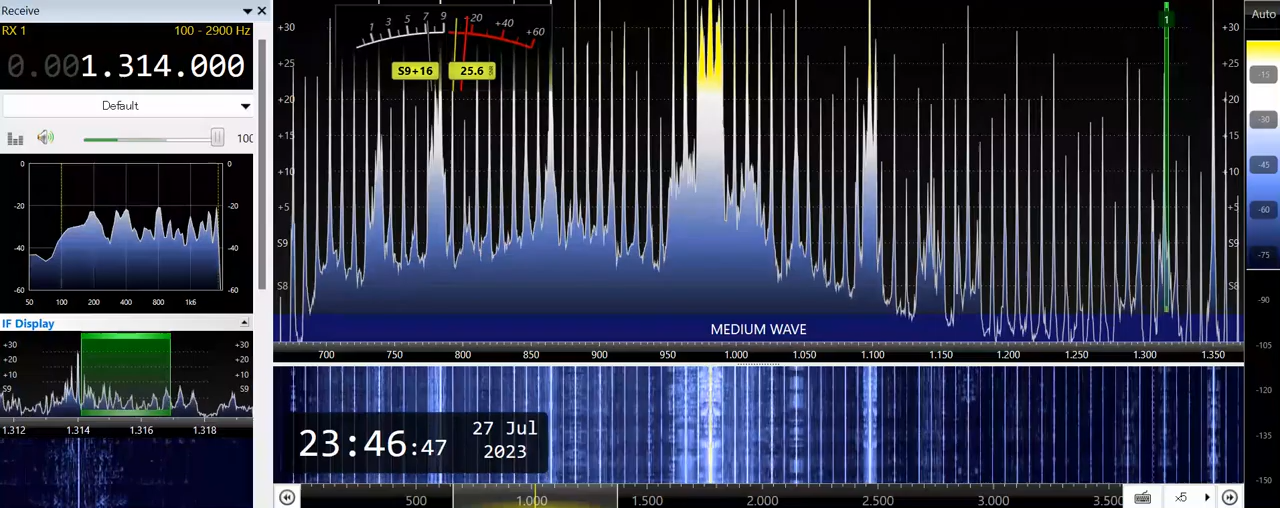 Receive
RX 1 100 - 2900 Hz
0.001.314.000
Default
100
0 0
-20 -20
-40 -40
-60 -60
50 100 200 400 800 1k6
IF Display
+30 +30
+20 +20
+10 +10
S9 S9
1.312 1.314 1.316 1.318
1 3 5 7 9 +20 +40 +60
S9+16 25.6
1
+30 +30
+25 +25
+20 +20
+15 +15
+10 +10
+5 +5
S9 S9
S8 S8
MEDIUM WAVE
700 750 800 850 900 950 1.000 1.050 1.100 1.150 1.200 1.250 1.300 1.350
23:46:47 27 Jul
2023
500 1.000 1.500 2.000 2.500 3.000 3.500
x5
Auto
-15
-30
-45
-60
-75
-90
-105
-120
-135
-150